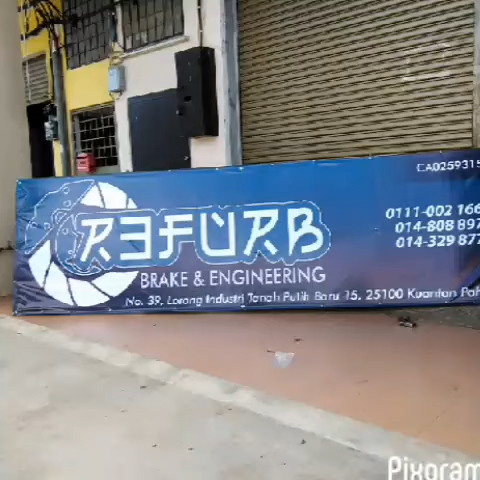 CA0259315
REFURB
0111-002 166
014-808 897
014-329 877
BRAKE & ENGINEERING
No. 39, Lorong Industri Tanah Putih Baru 15, 25100 Kuantan Pah
Pixogram